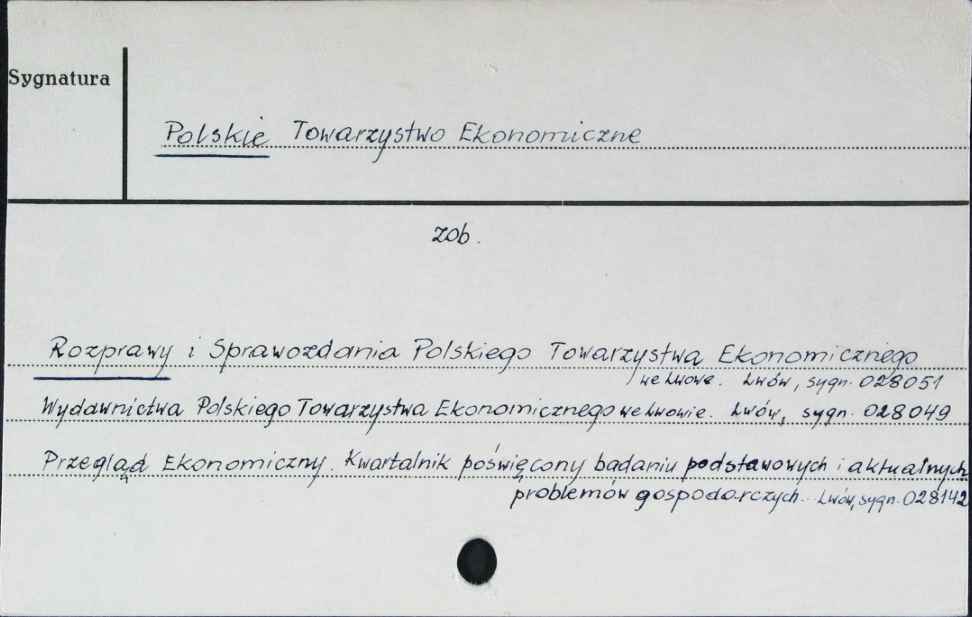 Sygnatura
Polskie Towarzystwo Ekonomiczne
zob.
Rozprawy i Sprawozdania Polskiego Towarzystwa Ekonomicznego
we Lwowe. Lwów, sygn. 028051
Wydawnictwa Polskiego Towarzystwa Ekonomicznego we Lwowie. Lwów, sygn. 028049
Przegląd Ekonomiczny. Kwartalnik poświęcony badaniu podstawowych i aktualnych
problemów gospodarczych. Lwów, sygn. 028142